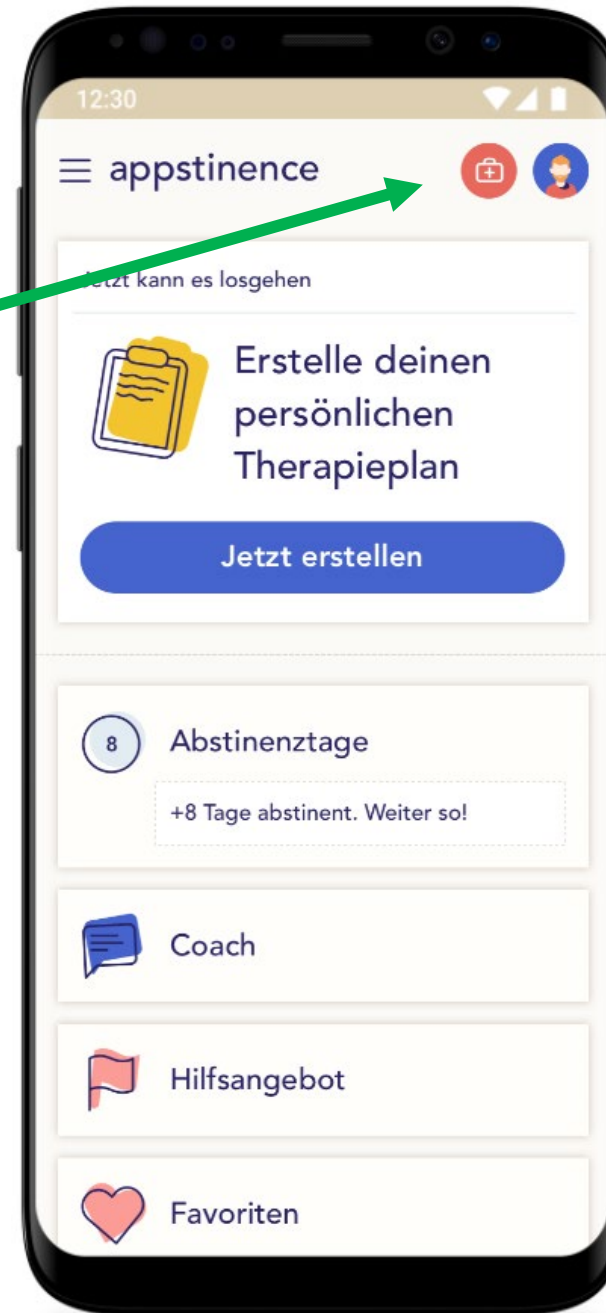 12:30
appstinence
Jetzt kann es losgehen
Erstelle deinen
persönlichen
Therapieplan
Jetzt erstellen
8
Abstinenztage
+8 Tage abstinent. Weiter so!
Coach
Hilfsangebot
Favoriten